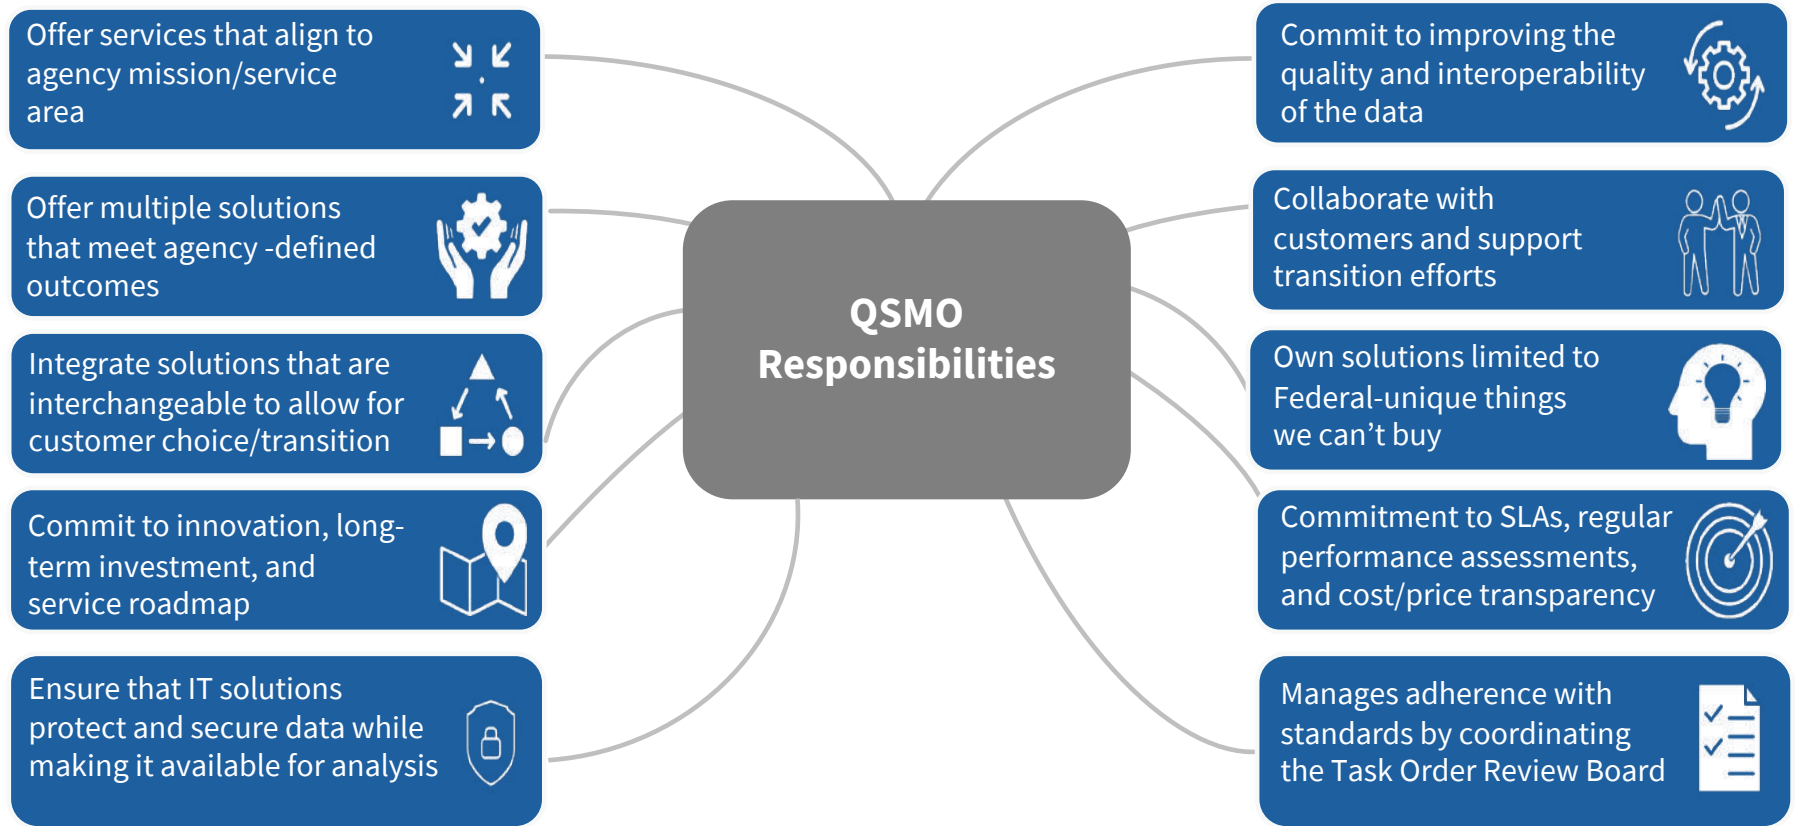 Offer services that align to
agency mission/service
area
Offer multiple solutions
that meet agency -defined
outcomes
Integrate solutions that are
interchangeable to allow for
customer choice/transition
Commit to innovation, long-
term investment, and
service roadmap
Ensure that IT solutions
protect and secure data while
making it available for analysis
QSMO
Responsibilities
Commit to improving the
quality and interoperability
of the data
Collaborate with
customers and support
transition efforts
Own solutions limited to
Federal-unique things
we can’t buy
Commitment to SLAs, regular
performance assessments,
and cost/price transparency
Manages adherence with
standards by coordinating
the Task Order Review Board